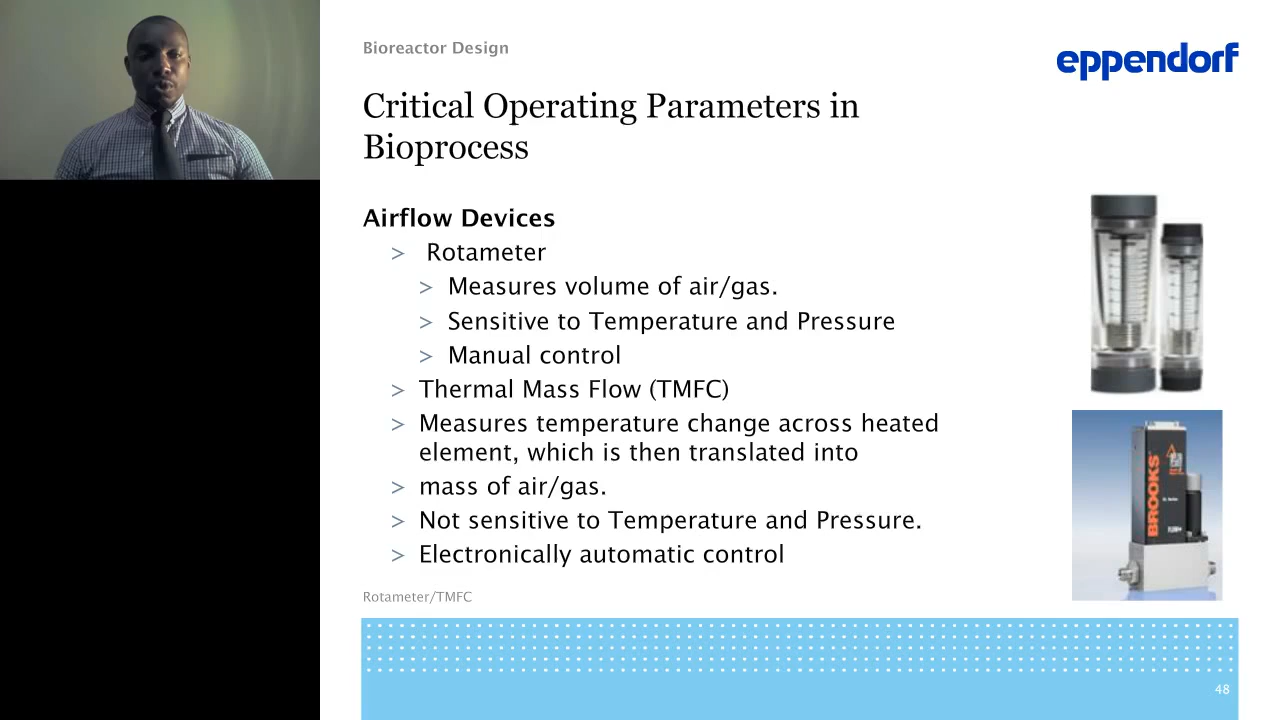 Bioreactor Design
eppendorf
Critical Operating Parameters in
Bioprocess
Airflow Devices
> Rotameter
> Measures volume of air/gas.
> Sensitive to Temperature and Pressure
> Manual control
> Thermal Mass Flow (TMFC)
> Measures temperature change across heated
element, which is then translated into
> mass of air/gas.
> Not sensitive to Temperature and Pressure.
> Electronically automatic control
BROOKS
Rotameter/TMFC
48